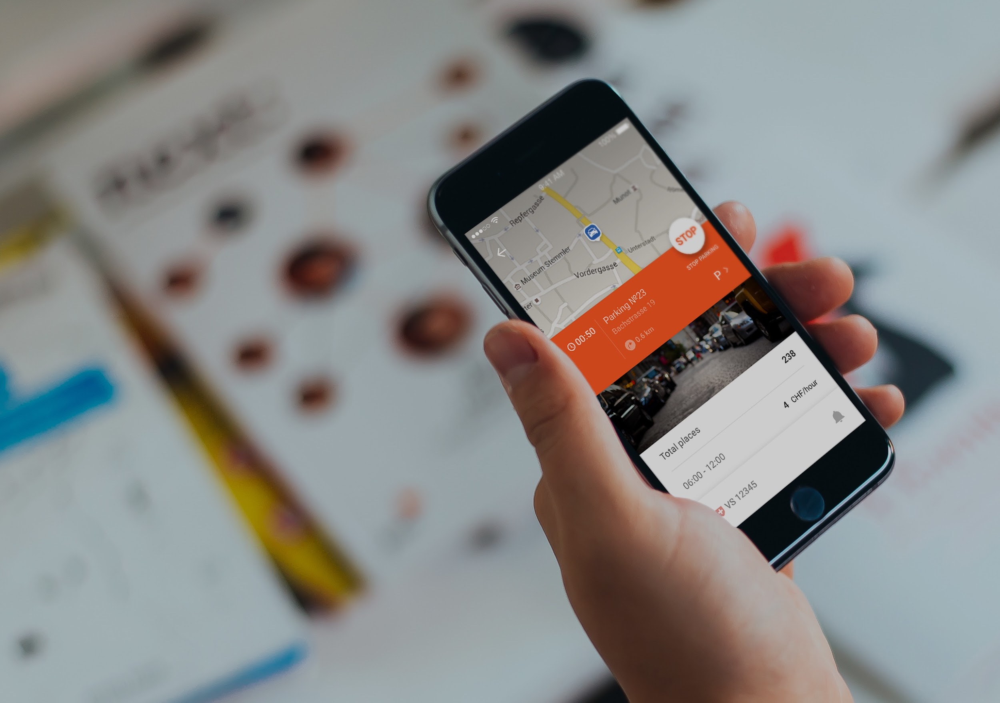 9:41 AM
100%
Repfergasse
Munot
Museum Stemmler
Unterstadt
Vordergasse
STOP
STOP PARKING
P
00:50
Parking №23
Bachstrasse 19
0.6 km
Total places
238
06:00 - 12:00
4 CHF/hour
VS 12345